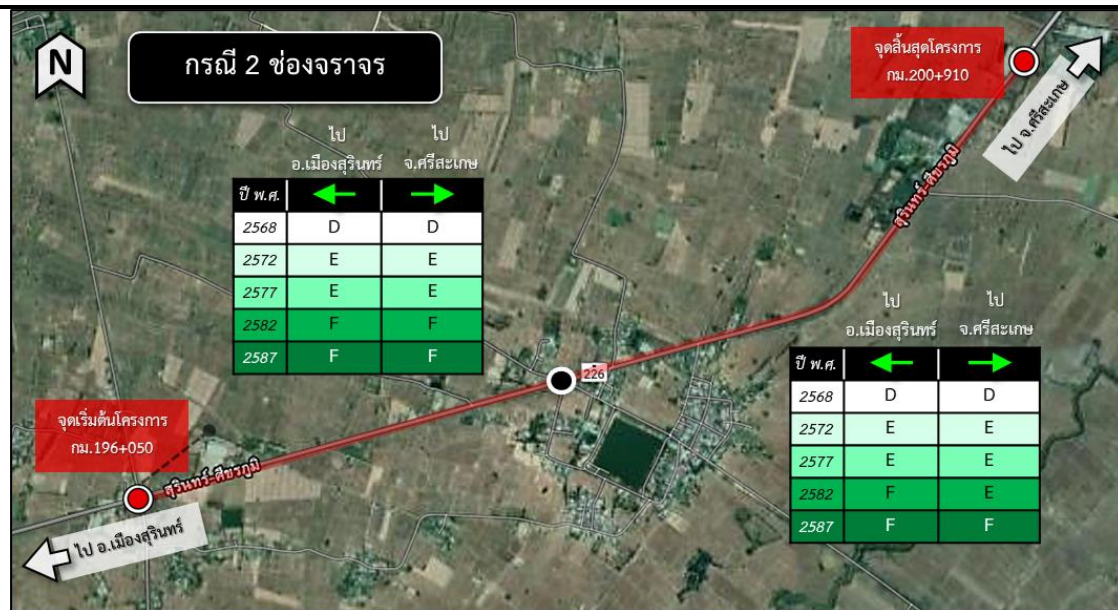 N
กรณี 2 ช่องจราจร
จุดสิ้นสุดโครงการ
กม.200+910
ไป จ.ศรีสะเกษ
สุรินทร์-ศีขรภูมิ
ไป ไป
อ.เมืองสุรินทร์ จ.ศรีสะเกษ
ปี พ.ศ.
2568 D D
2572 E E
2577 E E
2582 F F
2587 F F
226
ไป ไป
อ.เมืองสุรินทร์ จ.ศรีสะเกษ
ปี พ.ศ.
2568 D D
2572 E E
2577 E E
2582 F E
2587 F F
จุดเริ่มต้นโครงการ
กม.196+050
สุรินทร์-ศีขรภูมิ
ไป อ.เมืองสุรินทร์